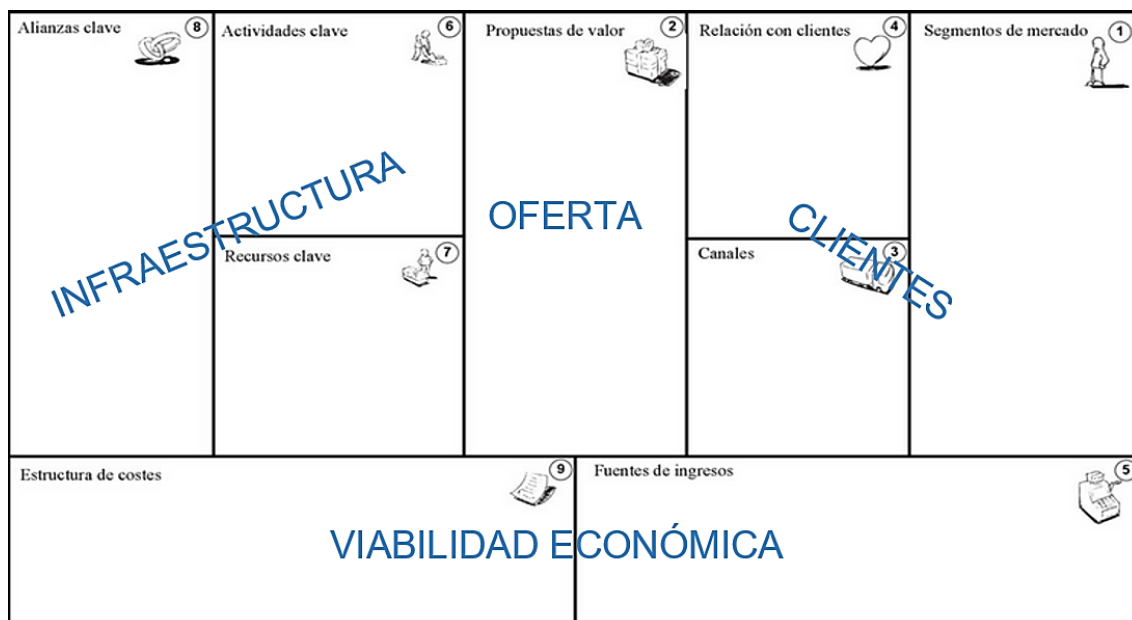 Alianzas clave
8
Actividades clave
6
Propuestas de valor
2
Relación con clientes
4
Segmentos de mercado
1
INFRAESTRUCTURA
OFERTA
CLIENTES
Recursos clave
7
Canales
3
Estructura de costes
9
Fuentes de ingresos
5
VIABILIDAD ECONÓMICA